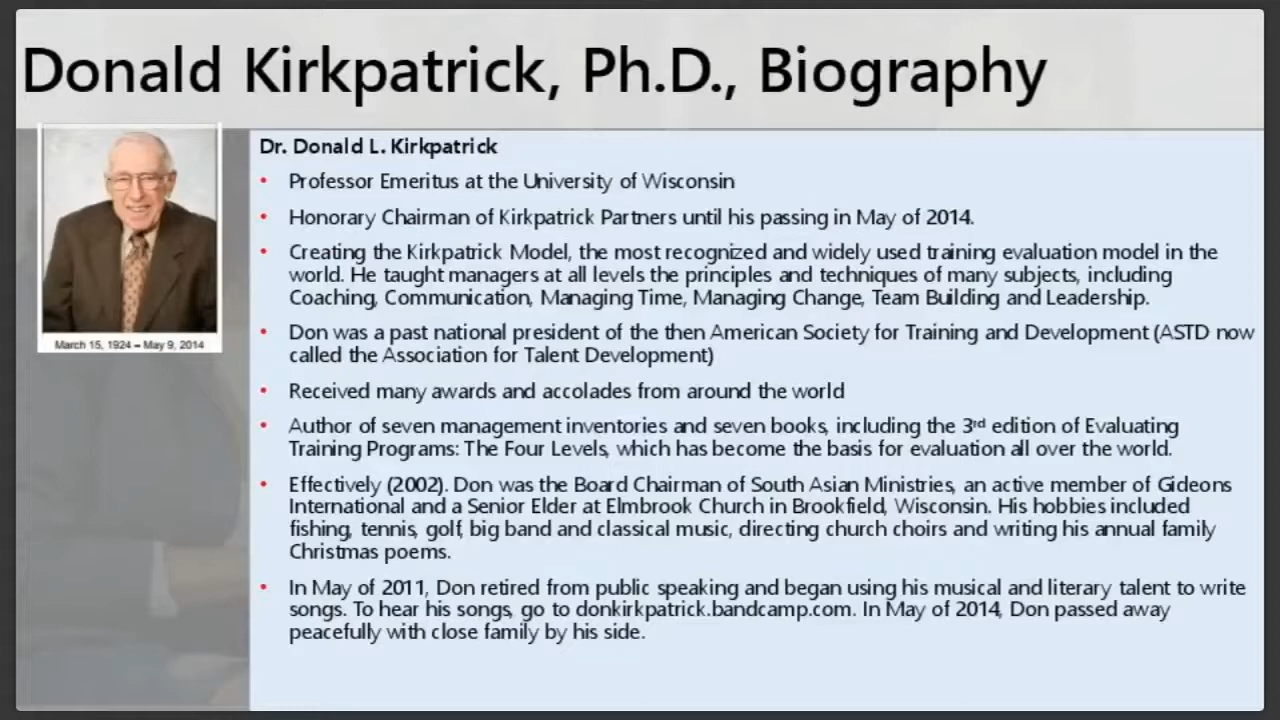 Donald Kirkpatrick, Ph.D., Biography
March 15, 1924 – May 9, 2014
Dr. Donald L. Kirkpatrick
• Professor Emeritus at the University of Wisconsin
• Honorary Chairman of Kirkpatrick Partners until his passing in May of 2014.
• Creating the Kirkpatrick Model, the most recognized and widely used training evaluation model in the
world. He taught managers at all levels the principles and techniques of many subjects, including
Coaching, Communication, Managing Time, Managing Change, Team Building and Leadership.
• Don was a past national president of the then American Society for Training and Development (ASTD now
called the Association for Talent Development)
• Received many awards and accolades from around the world
• Author of seven management inventories and seven books, including the 3rd edition of Evaluating
Training Programs: The Four Levels, which has become the basis for evaluation all over the world.
• Effectively (2002). Don was the Board Chairman of South Asian Ministries, an active member of Gideons
International and a Senior Elder at Elmbrook Church in Brookfield, Wisconsin. His hobbies included
fishing, tennis, golf, big band and classical music, directing church choirs and writing his annual family
Christmas poems.
• In May of 2011, Don retired from public speaking and began using his musical and literary talent to write
songs. To hear his songs, go to donkirkpatrick.bandcamp.com. In May of 2014, Don passed away
peacefully with close family by his side.